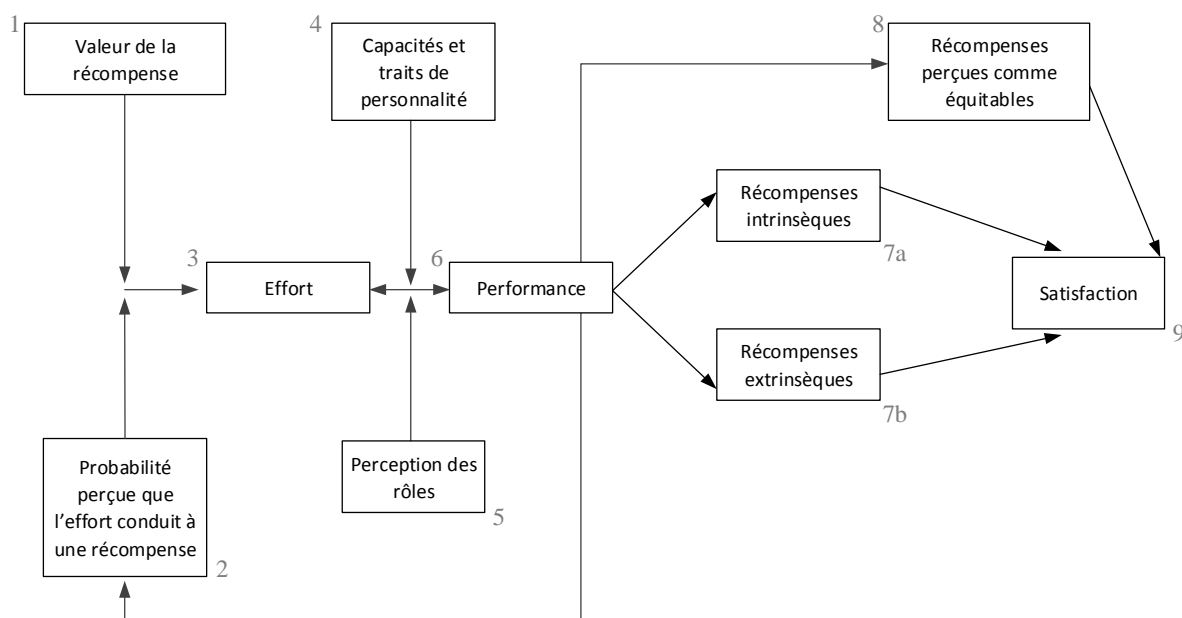 1
Valeur de la
récompense
4
Capacités et
traits de
personnalité
8
Récompenses
perçues comme
équitables
Récompenses
intrinsèques
7a
3
Effort
6
Performance
Satisfaction
9
Récompenses
extrinsèques
7b
Probabilité
perçue que
l'effort conduit à
une récompense
2
Perception des
rôles
5